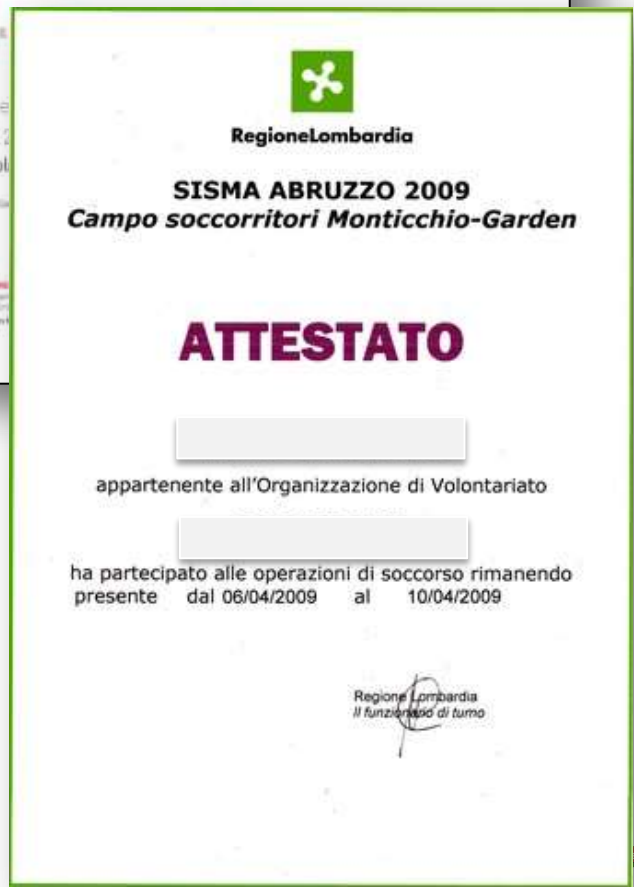 RegioneLombardia
SISMA ABRUZZO 2009
Campo soccorritori Monticchio-Garden
ATTESTATO
appartenente all'Organizzazione di Volontariato
ha partecipato alle operazioni di soccorso rimanendo
presente dal 06/04/2009 al 10/04/2009
Regione Lombardia
Il funzionario di turno